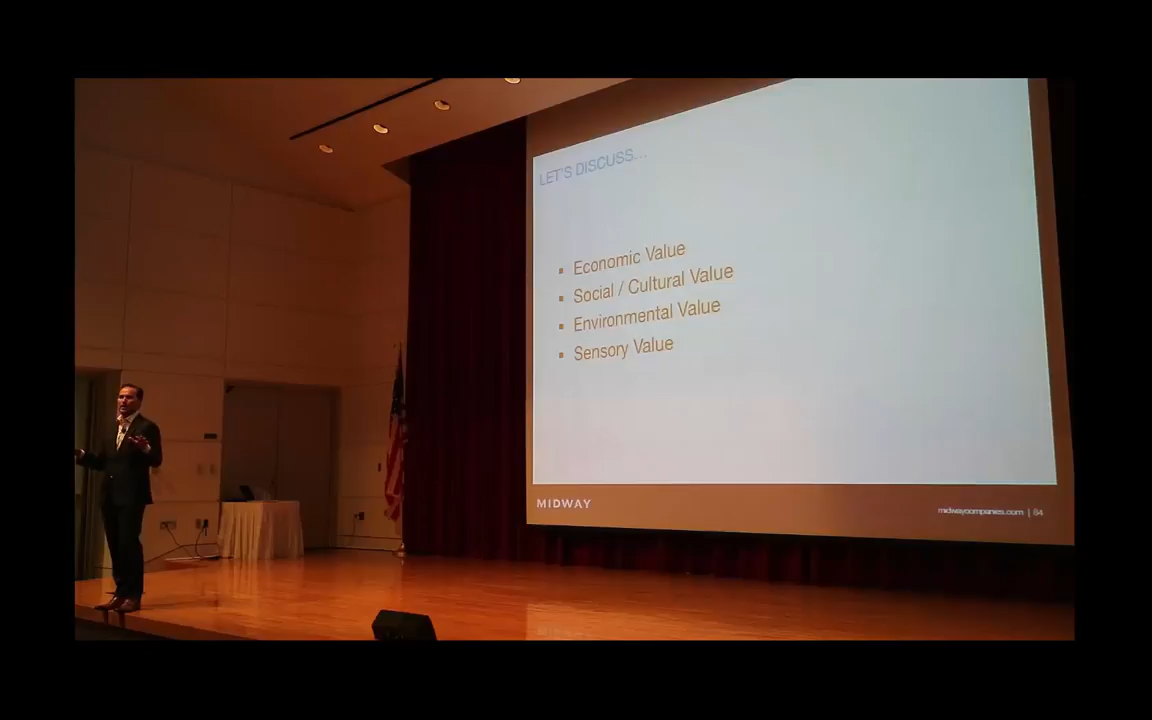 LET'S DISCUSS...
▪ Economic Value
▪ Social / Cultural Value
▪ Environmental Value
▪ Sensory Value
MIDWAY
midwaycompanies.com | 64